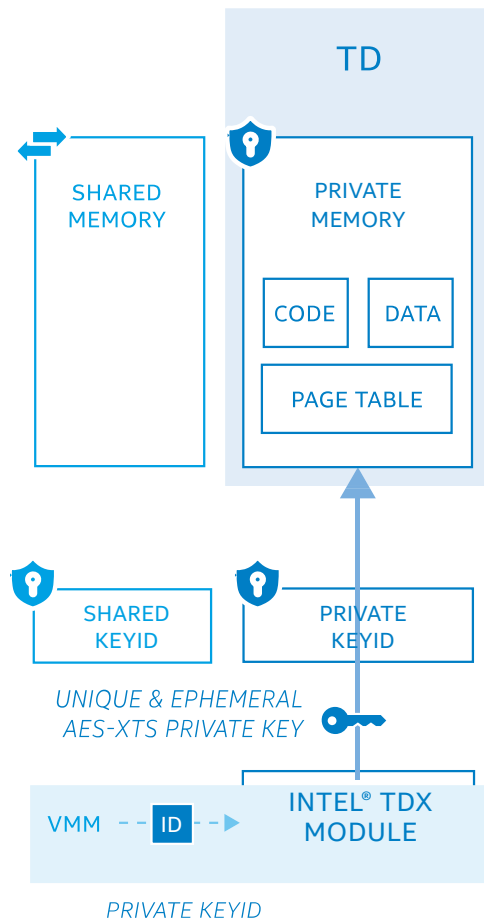 TD
SHARED
MEMORY
PRIVATE
MEMORY
CODE
DATA
PAGE TABLE
SHARED
KEYID
PRIVATE
KEYID
UNIQUE & EPHEMERAL
AES-XTS PRIVATE KEY
VMM
ID
INTEL® TDX
MODULE
PRIVATE KEYID